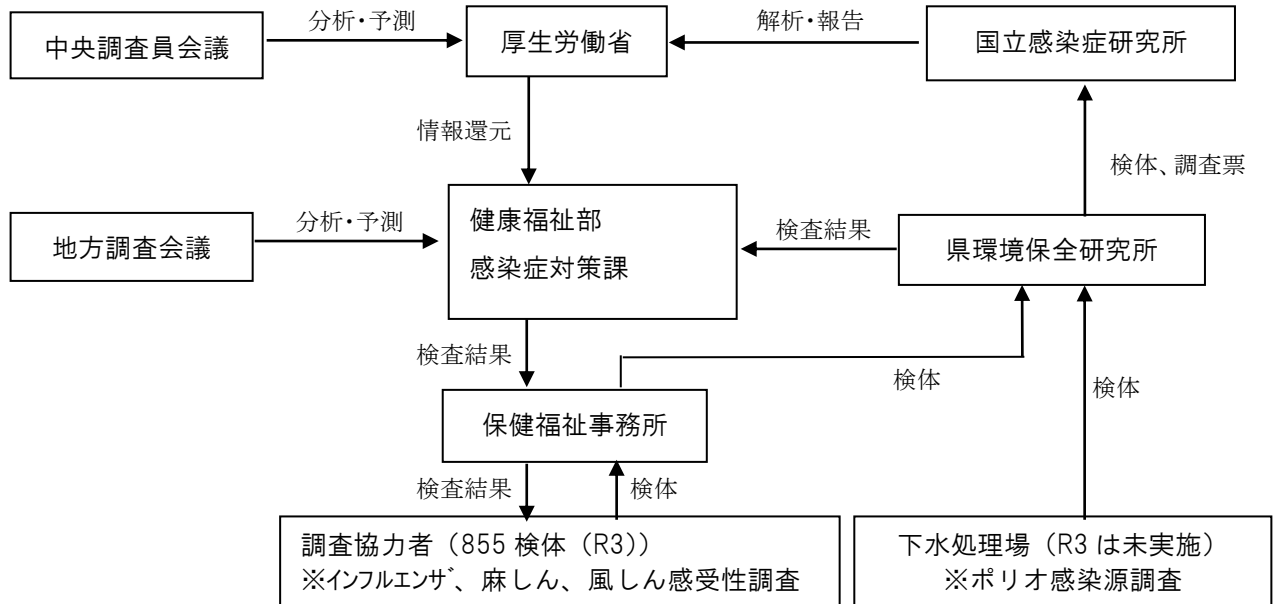 中央調査員会議
分析・予測
厚生労働省
解析・報告
国立感染症研究所
情報還元
検体、調査票
地方調査会議
分析・予測
健康福祉部
感染症対策課
検査結果
県環境保全研究所
検査結果
検体
検体
保健福祉事務所
検査結果
検体
調査協力者（855 検体（R3））
※インフルエンザ、麻しん、風しん感受性調査
下水処理場（R3 は未実施）
※ポリオ感染源調査